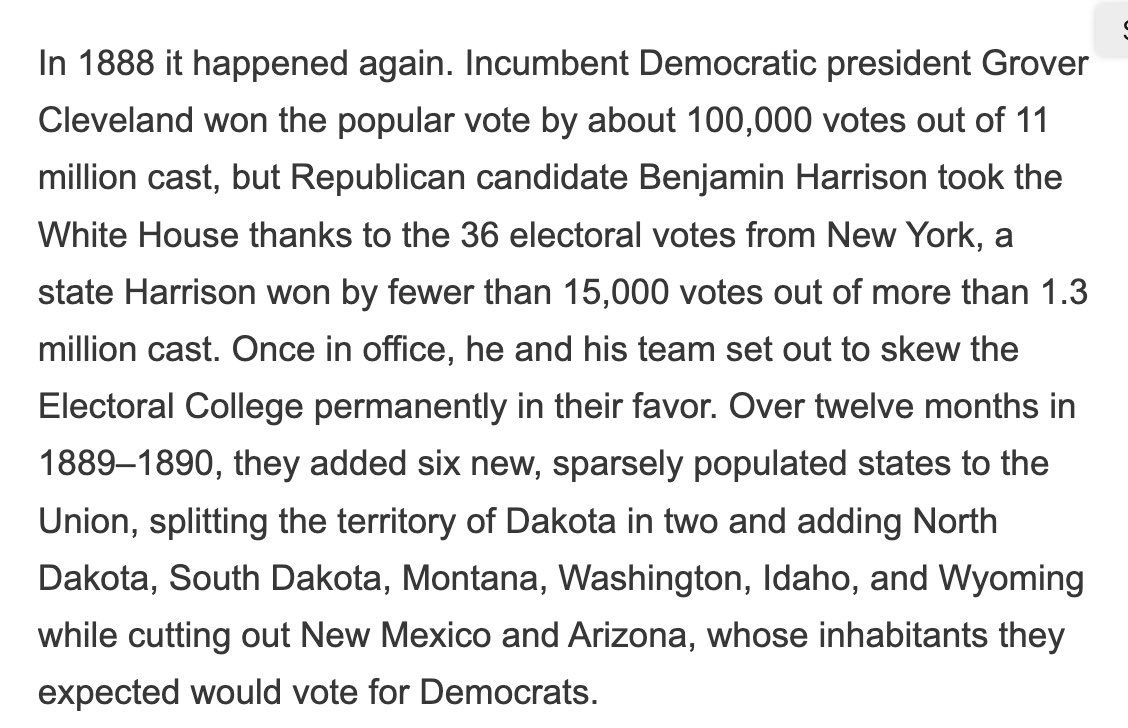 In 1888 it happened again. Incumbent Democratic president Grover
Cleveland won the popular vote by about 100,000 votes out of 11
million cast, but Republican candidate Benjamin Harrison took the
White House thanks to the 36 electoral votes from New York, a
state Harrison won by fewer than 15,000 votes out of more than 1.3
million cast. Once in office, he and his team set out to skew the
Electoral College permanently in their favor. Over twelve months in
1889–1890, they added six new, sparsely populated states to the
Union, splitting the territory of Dakota in two and adding North
Dakota, South Dakota, Montana, Washington, Idaho, and Wyoming
while cutting out New Mexico and Arizona, whose inhabitants they
expected would vote for Democrats.